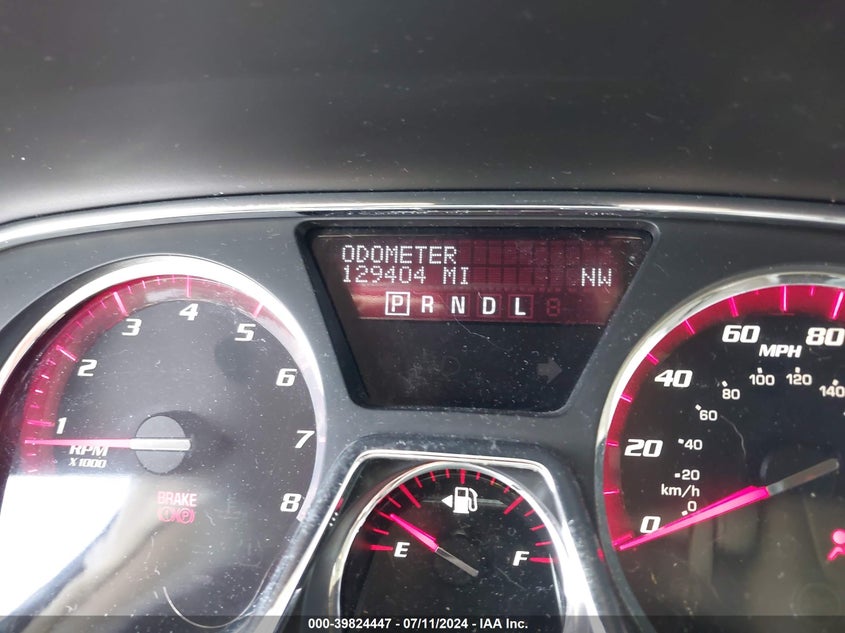 ODOMETER
129404 MI NW
P R N D L 8
1 2 3 4 5 6 7 8
RPM
X1000
BRAKE
E F
0 20 40 60 80
MPH
0 20 40 60 80 100 120 140
km/h
000-39824447 - 07/11/2024 - IAA Inc.